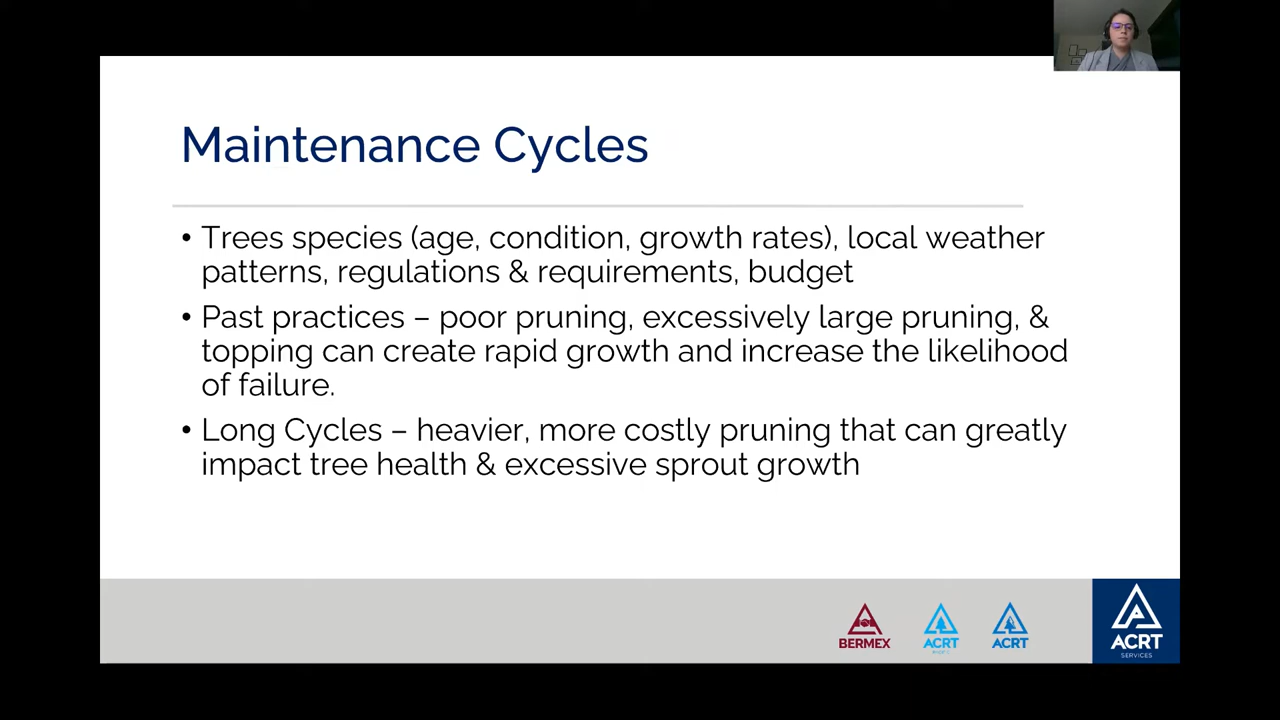 Maintenance Cycles
• Trees species (age, condition, growth rates), local weather
patterns, regulations & requirements, budget
• Past practices – poor pruning, excessively large pruning, &
topping can create rapid growth and increase the likelihood
of failure.
• Long Cycles – heavier, more costly pruning that can greatly
impact tree health & excessive sprout growth
BERMEX
ACRT
ACRT
ACRT
SERVICES